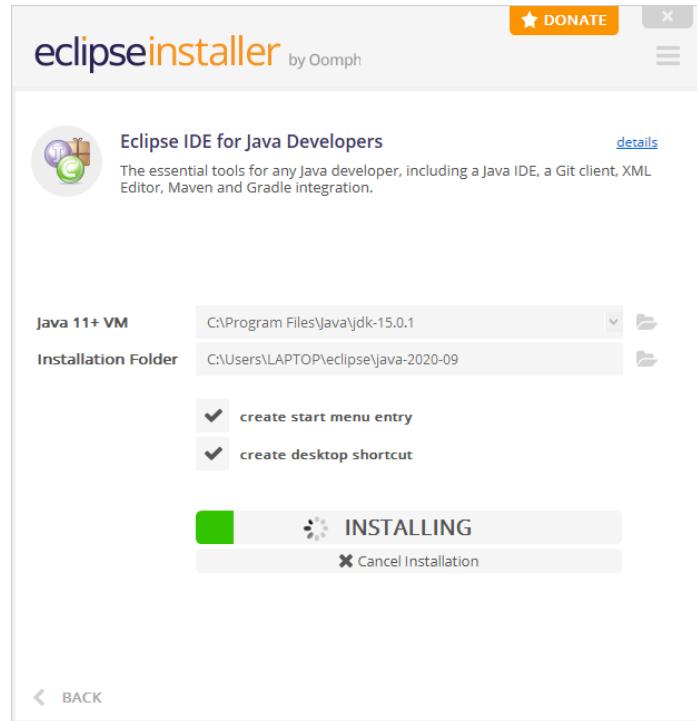 DONATE
eclipseinstaller by Oomph
Eclipse IDE for Java Developers
details
The essential tools for any Java developer, including a Java IDE, a Git client, XML
Editor, Maven and Gradle integration.
Java 11+ VM
C:\Program Files\Java\jdk-15.0.1
Installation Folder
C:\Users\LAPTOP\eclipse\java-2020-09
create start menu entry
create desktop shortcut
INSTALLING
Cancel Installation
BACK